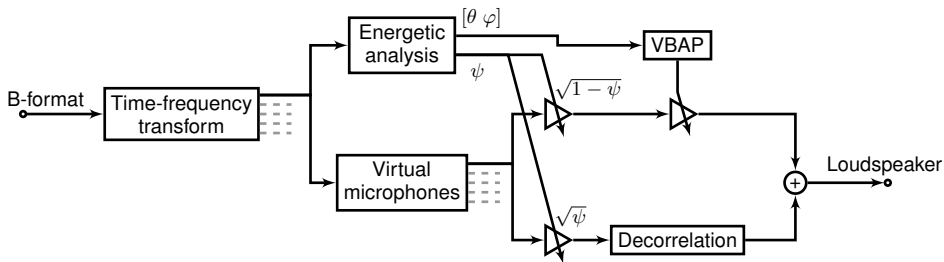 [θ φ]
Energetic
analysis
VBAP
ψ
√1 − ψ
B-format
Time-frequency
transform
Virtual
microphones
Loudspeaker
+
√ψ
Decorrelation